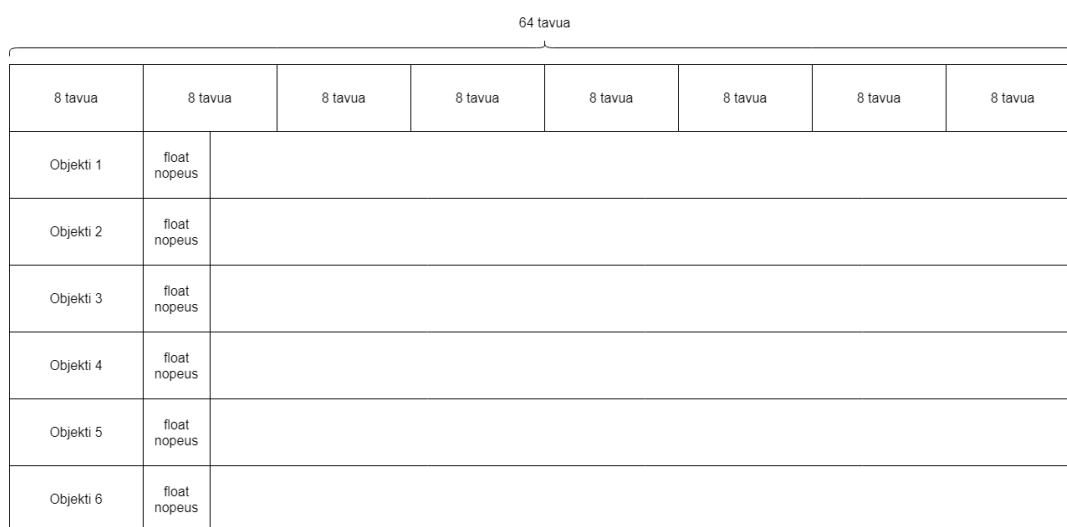 64 tavua
8 tavua 8 tavua 8 tavua 8 tavua 8 tavua 8 tavua 8 tavua 8 tavua
Objekti 1 float
nopeus
Objekti 2 float
nopeus
Objekti 3 float
nopeus
Objekti 4 float
nopeus
Objekti 5 float
nopeus
Objekti 6 float
nopeus